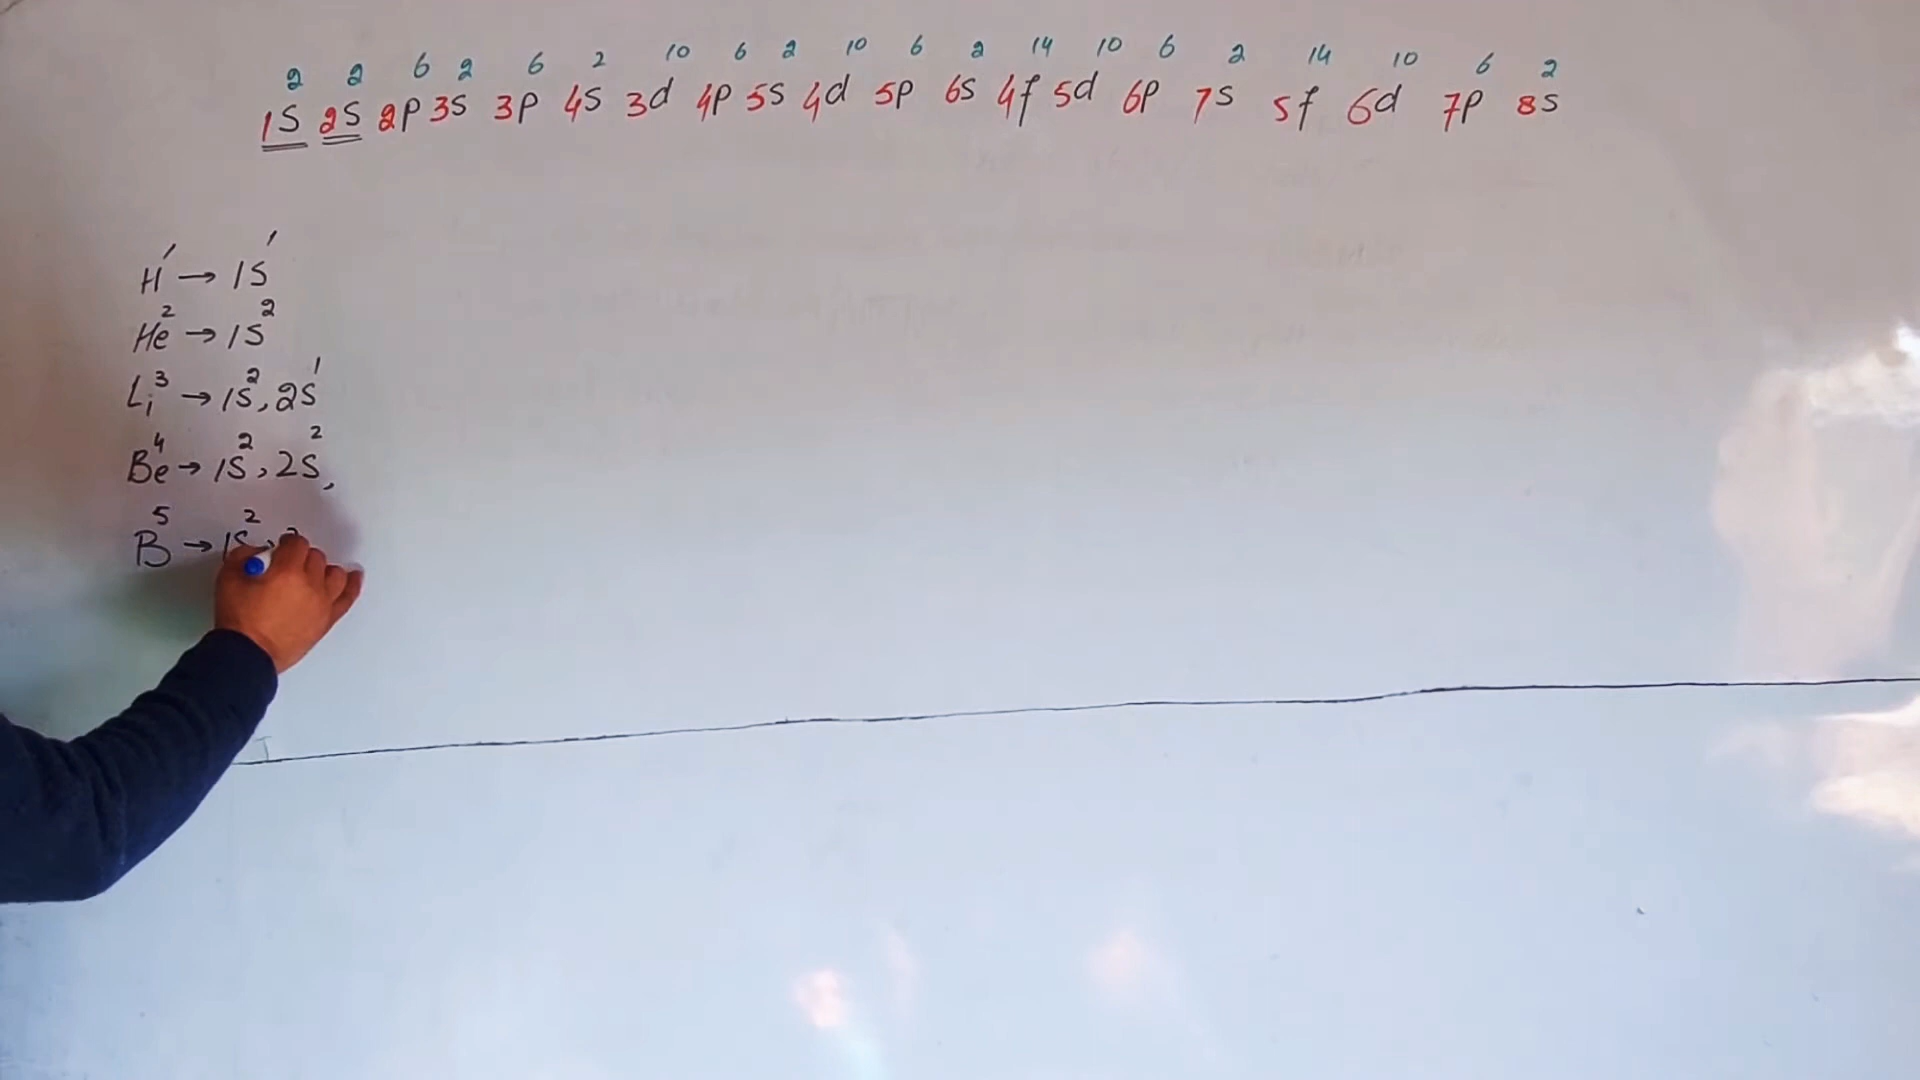 1s² 2s² 2p⁶ 3s² 3p⁶ 4s² 3d¹⁰ 4p⁶ 5s² 4d¹⁰ 5p⁶ 6s² 4f¹⁴ 5d¹⁰ 6p⁶ 7s² 5f¹⁴ 6d¹⁰ 7p⁶ 8s²
H¹ → 1S¹
He² → 1S²
Li³ → 1S², 2S¹
Be⁴ → 1S², 2S²,
B⁵ → 1S², 2